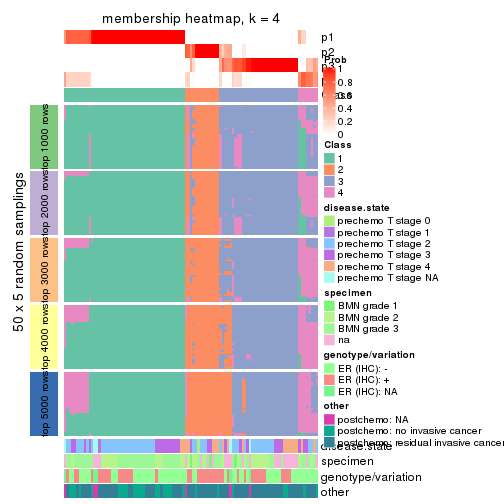 membership heatmap, k = 4
p1
p2
p3
Prob
1
0.8
0.6
0.4
0.2
0
Class
1
2
3
4
disease.state
prechemo T stage 0
prechemo T stage 1
prechemo T stage 2
prechemo T stage 3
prechemo T stage 4
prechemo T stage NA
specimen
BMN grade 1
BMN grade 2
BMN grade 3
na
genotype/variation
ER (IHC): -
ER (IHC): +
ER (IHC): NA
other
postchemo: NA
postchemo: no invasive cancer
postchemo: residual invasive cancer
50 x 5 random samplings
top 1000 rows
top 2000 rows
top 3000 rows
top 4000 rows
top 5000 rows
disease.state
specimen
genotype/variation
other